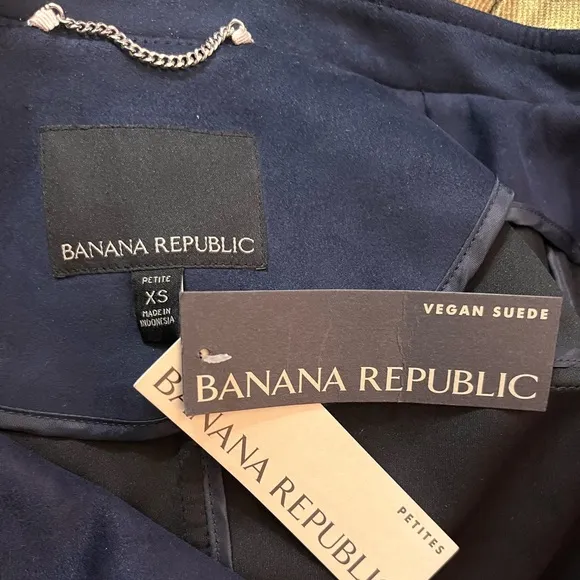 BANANA REPUBLIC
PETITE
XS
MADE IN
INDONESIA
VEGAN SUEDE
BANANA REPUBLIC
BANANA REPUBLIC
PETITES